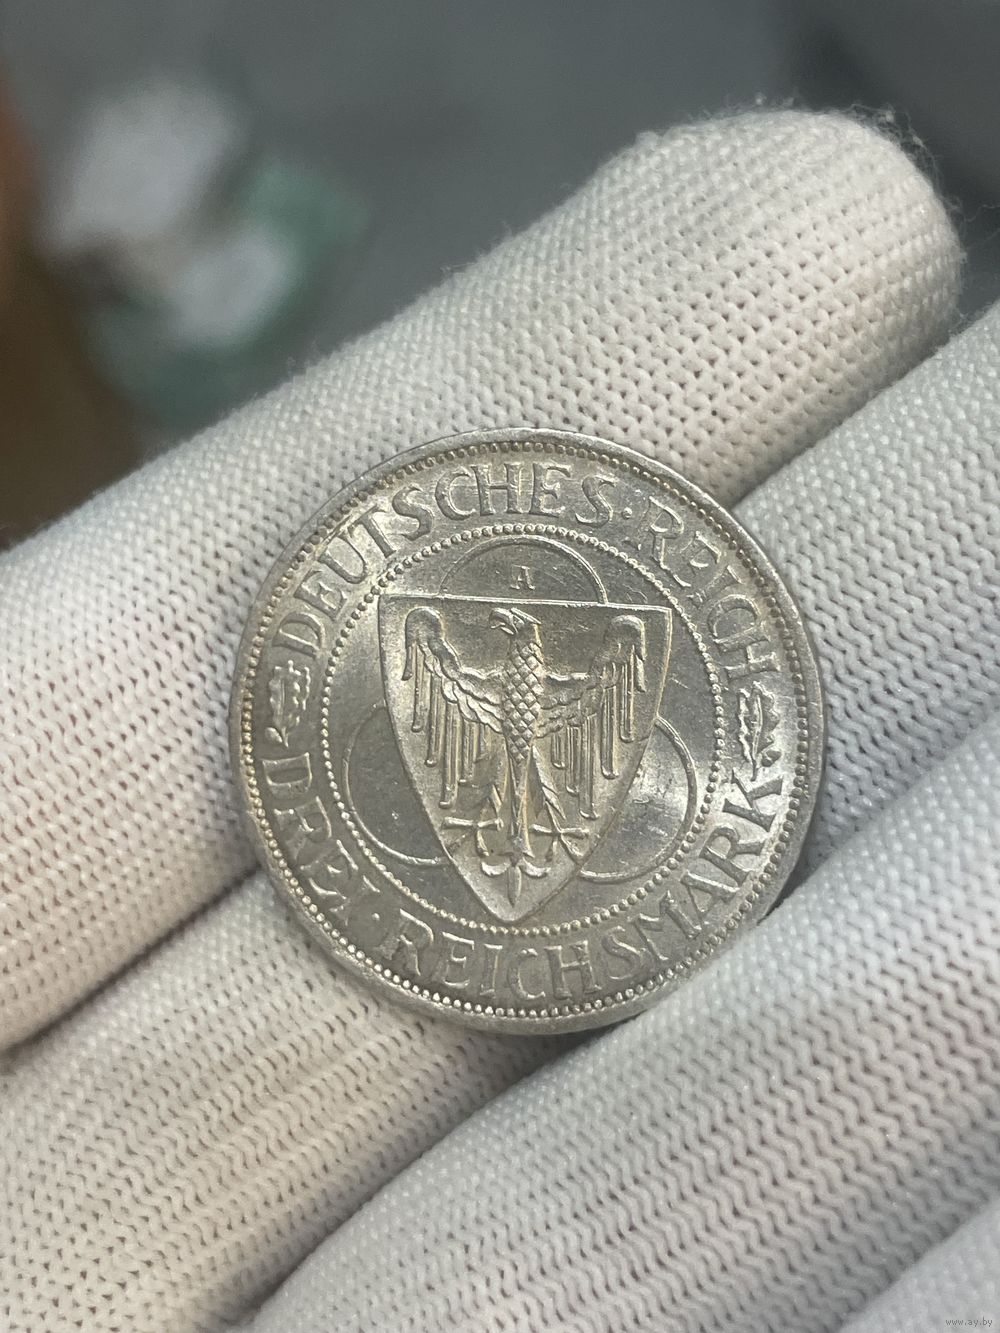 DEUTSCHES · REICH
A
DREI · REICHSMARK
www.ay.by